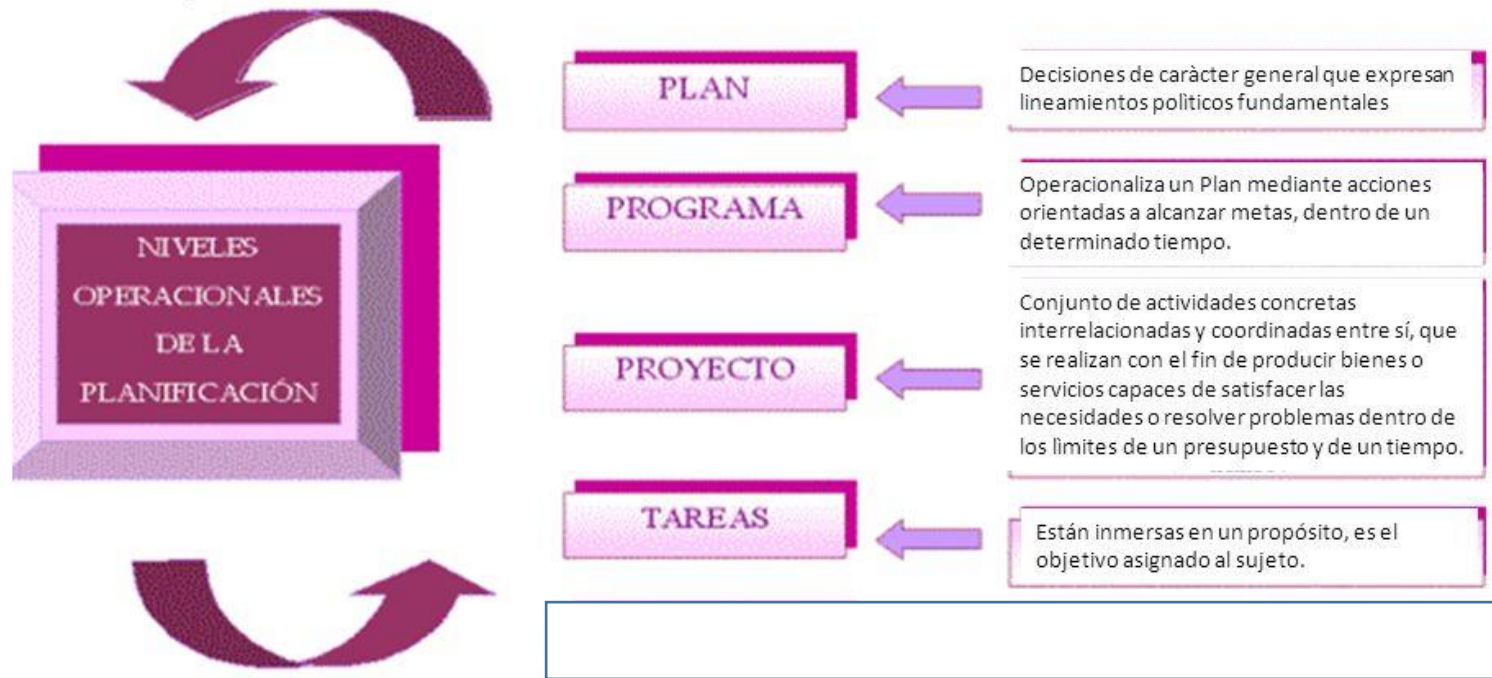 NIVELES
OPERACIONALES
DE LA
PLANIFICACIÓN
PLAN
Decisiones de caràcter general que expresan
lineamientos polìticos fundamentales
PROGRAMA
Operacionaliza un Plan mediante acciones
orientadas a alcanzar metas, dentro de un
determinado tiempo.
PROYECTO
Conjunto de actividades concretas
interrelacionadas y coordinadas entre sí, que
se realizan con el fin de producir bienes o
servicios capaces de satisfacer las
necesidades o resolver problemas dentro de
los lìmites de un presupuesto y de un tiempo.
TAREAS
Están inmersas en un propósito, es el
objetivo asignado al sujeto.